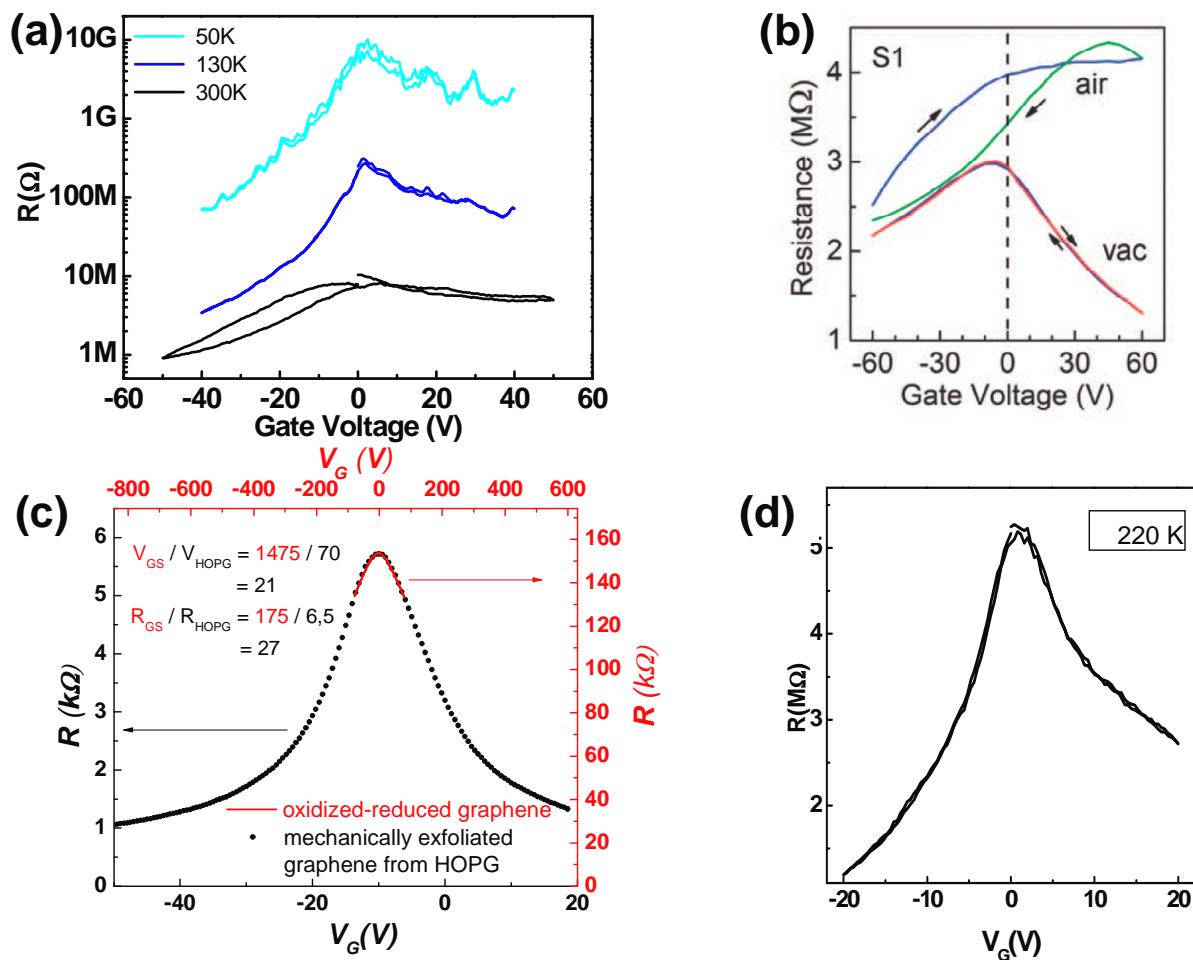 (a)
10G
1G
100M
10M
1M
R(Ω)
50K
130K
300K
-60 -40 -20 0 20 40 60
Gate Voltage (V)
(b)
S1
air
vac
4
3
2
1
Resistance (MΩ)
-60 -30 0 30 60
Gate Voltage (V)
(c)
V_G (V)
-800 -600 -400 -200 0 200 400 600
6
5
4
3
2
1
0
R (kΩ)
V_GS / V_HOPG = 1475 / 70
= 21
R_GS / R_HOPG = 175 / 6,5
= 27
oxidized-reduced graphene
mechanically exfoliated
graphene from HOPG
160
140
120
100
80
60
40
20
0
R (kΩ)
-40 -20 0 20
V_G(V)
(d)
220 K
5
4
3
2
R(MΩ)
-20 -10 0 10 20
V_G(V)